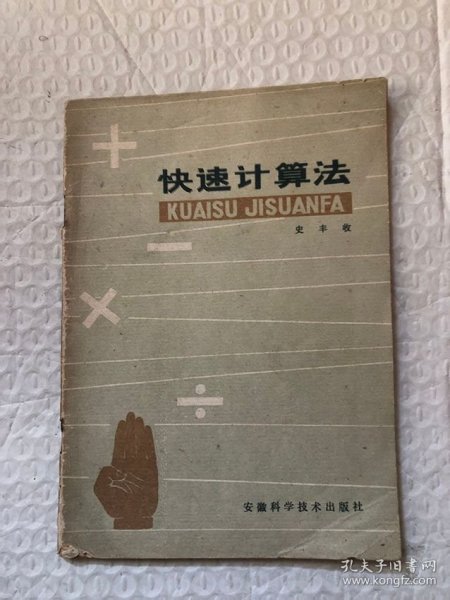 快速计算法
KUAISU JISUANFA
史丰收
安徽科学技术出版社
孔夫子旧书网
www.kongfz.com